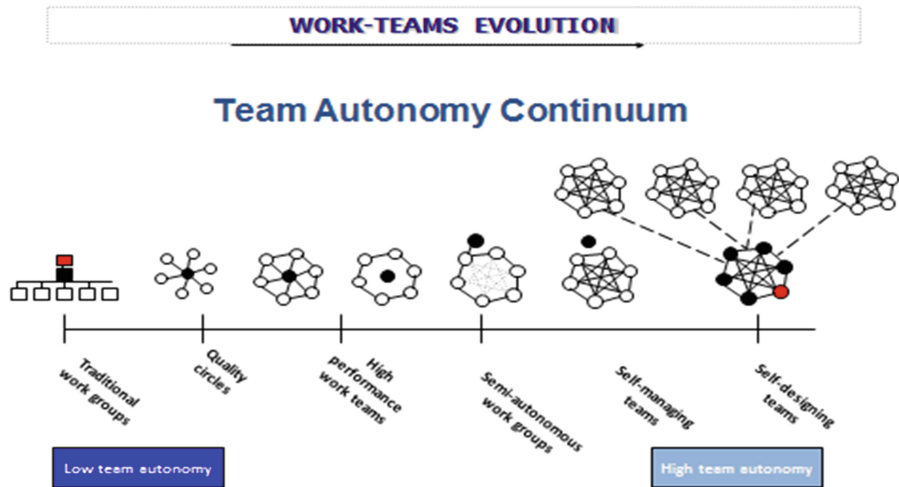 WORK-TEAMS EVOLUTION
Team Autonomy Continuum
Traditional
work groups
Quality
circles
High
performance
work teams
Semi-autonomous
work groups
Self-managing
teams
Self-designing
teams
Low team autonomy
High team autonomy